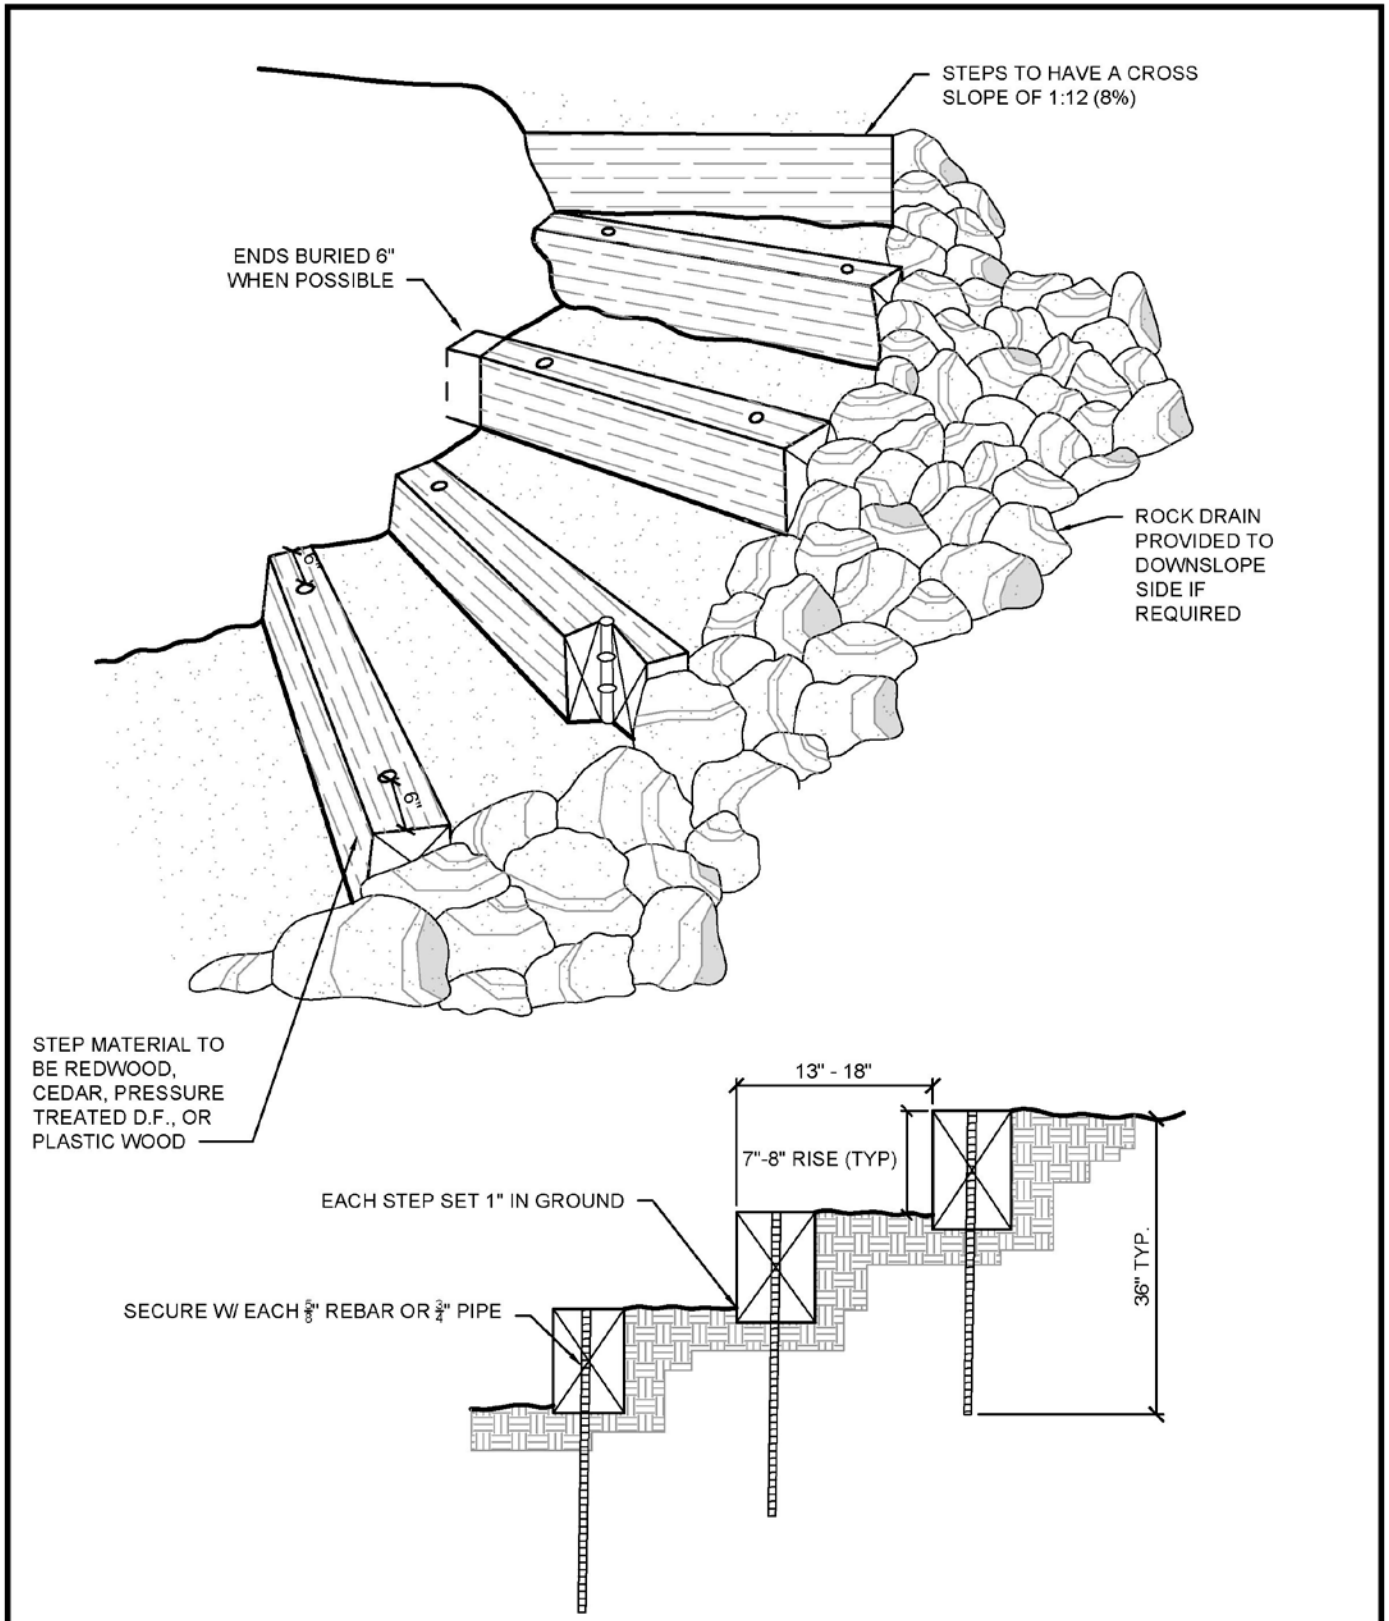 STEPS TO HAVE A CROSS
SLOPE OF 1:12 (8%)
ENDS BURIED 6"
WHEN POSSIBLE
ROCK DRAIN
PROVIDED TO
DOWNSLOPE
SIDE IF
REQUIRED
6"
6"
STEP MATERIAL TO
BE REDWOOD,
CEDAR, PRESSURE
TREATED D.F., OR
PLASTIC WOOD
13" - 18"
7"-8" RISE (TYP)
EACH STEP SET 1" IN GROUND
36" TYP.
SECURE W/ EACH ⅝" REBAR OR ¾" PIPE